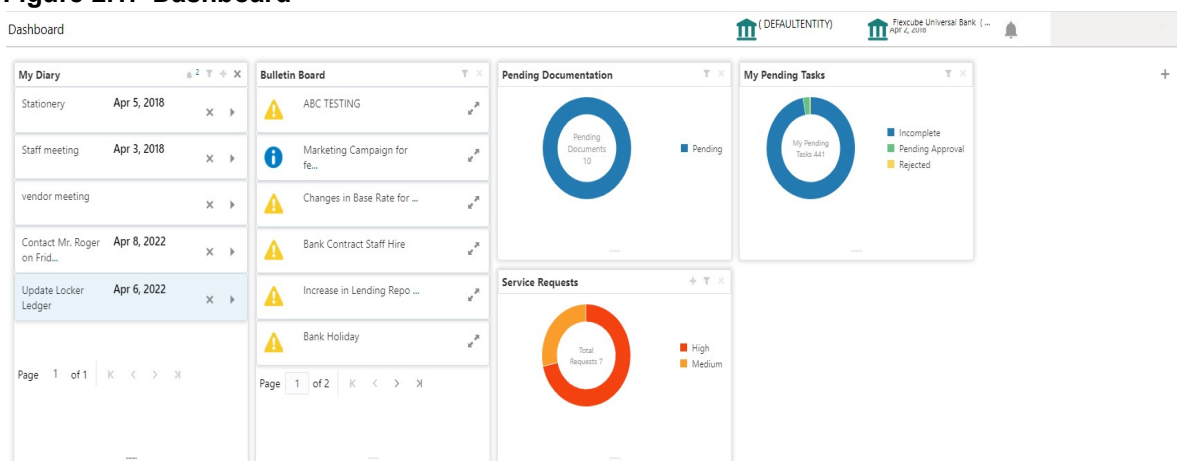 Figure 2.1: Dashboard
Dashboard
( DEFAULTENTITY)
Flexcube Universal Bank ( ...
Apr 2, 2018
My Diary
2
Stationery Apr 5, 2018
Staff meeting Apr 3, 2018
vendor meeting
Contact Mr. Roger Apr 8, 2022
on Frid...
Update Locker Apr 6, 2022
Ledger
Page 1 of 1
Bulletin Board
ABC TESTING
Marketing Campaign for
fe...
Changes in Base Rate for ...
Bank Contract Staff Hire
Increase in Lending Repo ...
Bank Holiday
Page 1 of 2
Pending Documentation
Pending
Documents
10
Pending
My Pending Tasks
My Pending
Tasks 441
Incomplete
Pending Approval
Rejected
Service Requests
Total
Requests 7
High
Medium